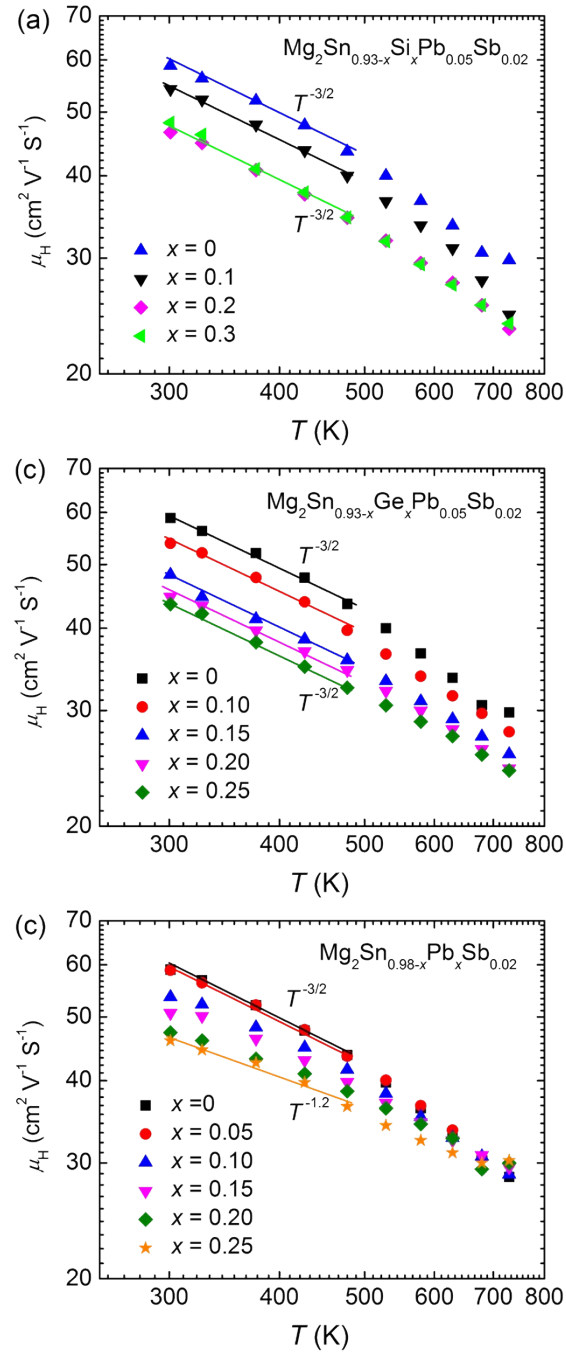 (a)
Mg₂Sn₀.₉₃₋ₓSiₓPb₀.₀₅Sb₀.₀₂
70
60
50
40
30
20
μ_H (cm² V⁻¹ S⁻¹)
T⁻³/²
T⁻³/²
x = 0
x = 0.1
x = 0.2
x = 0.3
300 400 500 600 700 800
T (K)
(c)
Mg₂Sn₀.₉₃₋ₓGeₓPb₀.₀₅Sb₀.₀₂
70
60
50
40
30
20
μ_H (cm² V⁻¹ S⁻¹)
T⁻³/²
T⁻³/²
x = 0
x = 0.10
x = 0.15
x = 0.20
x = 0.25
300 400 500 600 700 800
T (K)
(c)
Mg₂Sn₀.₉₈₋ₓPbₓSb₀.₀₂
70
60
50
40
30
20
μ_H (cm² V⁻¹ S⁻¹)
T⁻³/²
T⁻¹·²
x =0
x = 0.05
x = 0.10
x = 0.15
x = 0.20
x = 0.25
300 400 500 600 700 800
T (K)